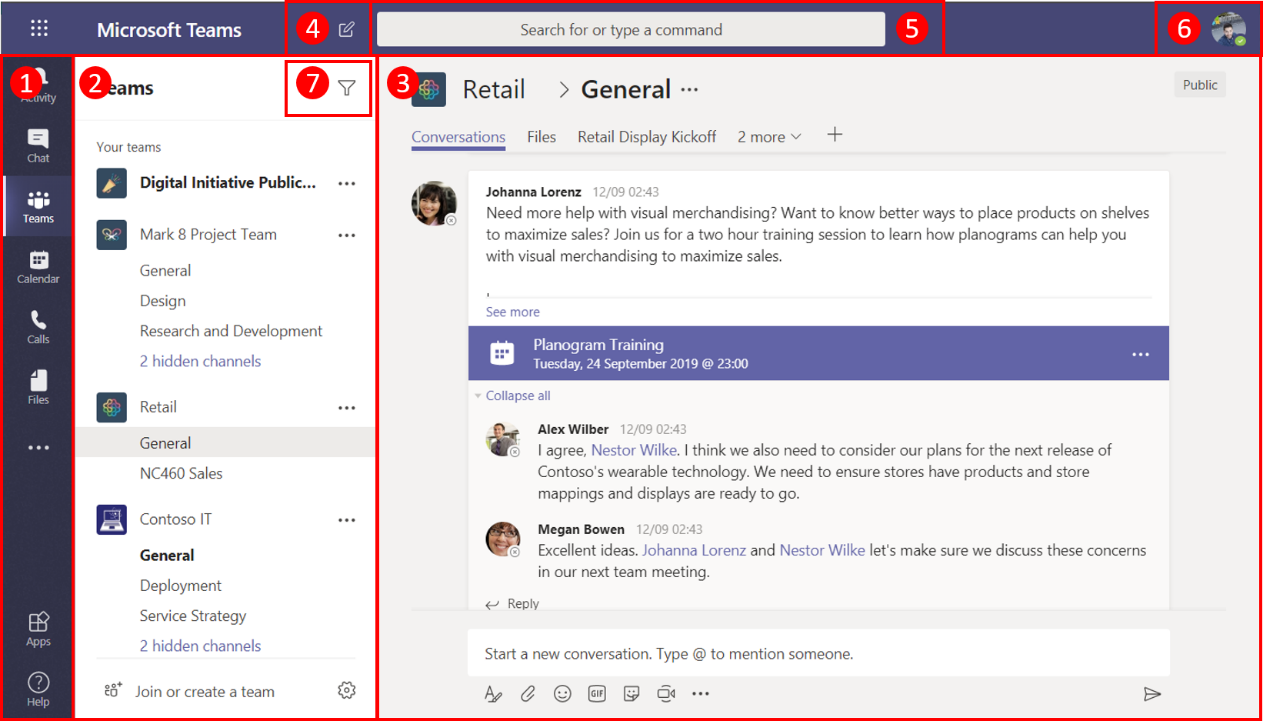 Microsoft Teams
4
Search for or type a command
5
6
1
Activity
Chat
Teams
Calendar
Calls
Files
Apps
Help
2
Teams
7
Your teams
Digital Initiative Public...
Mark 8 Project Team
General
Design
Research and Development
2 hidden channels
Retail
General
NC460 Sales
Contoso IT
General
Deployment
Service Strategy
2 hidden channels
Join or create a team
3
Retail > General ...
Public
Conversations Files Retail Display Kickoff 2 more +
Johanna Lorenz 12/09 02:43
Need more help with visual merchandising? Want to know better ways to place products on shelves
to maximize sales? Join us for a two hour training session to learn how planograms can help you
with visual merchandising to maximize sales.
See more
Planogram Training
Tuesday, 24 September 2019 @ 23:00
Collapse all
Alex Wilber 12/09 02:43
I agree, Nestor Wilke. I think we also need to consider our plans for the next release of
Contoso's wearable technology. We need to ensure stores have products and store
mappings and displays are ready to go.
Megan Bowen 12/09 02:43
Excellent ideas. Johanna Lorenz and Nestor Wilke let's make sure we discuss these concerns
in our next team meeting.
Reply
Start a new conversation. Type @ to mention someone.
GIF